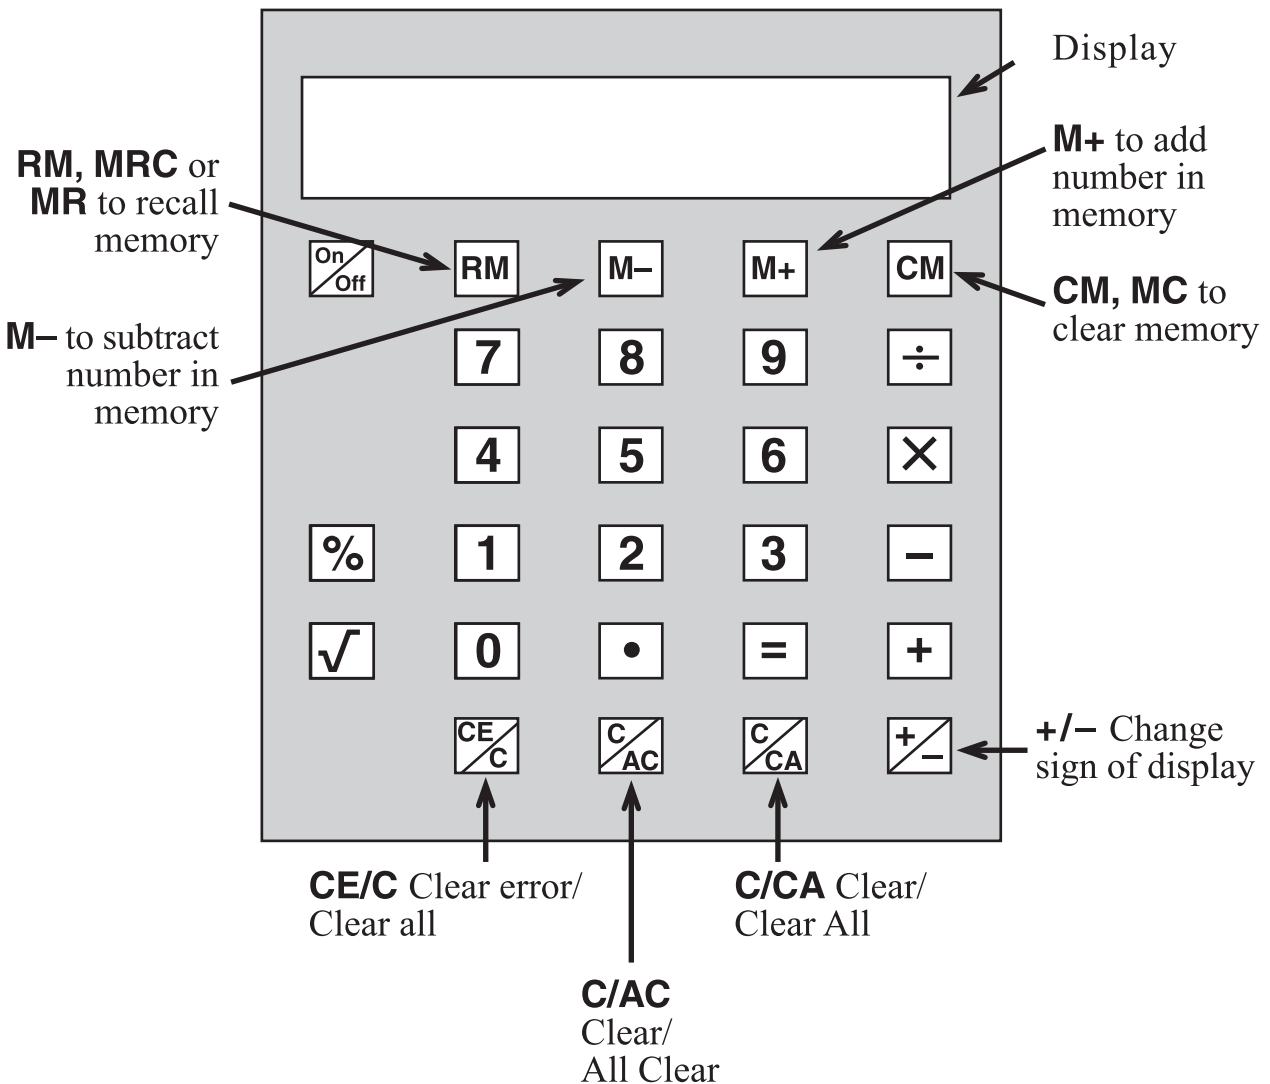 Display
RM, MRC or
MR to recall
memory
M+ to add
number in
memory
On
Off
RM
M–
M+
CM
CM, MC to
clear memory
M– to subtract
number in
memory
7 8 9 ÷
4 5 6 ×
% 1 2 3 –
√ 0 • = +
CE/C C/AC C/CA +/–
+/– Change
sign of display
CE/C Clear error/
Clear all
C/CA Clear/
Clear All
C/AC
Clear/
All Clear